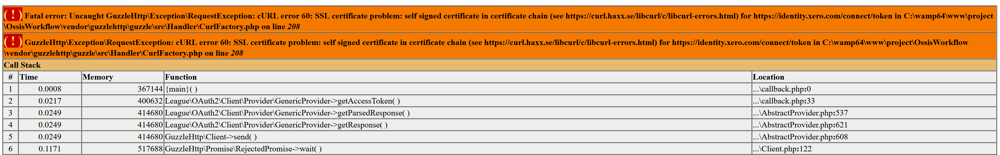 ( ! ) Fatal error: Uncaught GuzzleHttp\Exception\RequestException: cURL error 60: SSL certificate problem: self signed certificate in certificate chain (see https://curl.haxx.se/libcurl/c/libcurl-errors.html) for https://identity.xero.com/connect/token in C:\wamp64\www\project
\OssisWorkflow\vendor\guzzlehttp\guzzle\src\Handler\CurlFactory.php on line 208
( ! ) GuzzleHttp\Exception\RequestException: cURL error 60: SSL certificate problem: self signed certificate in certificate chain (see https://curl.haxx.se/libcurl/c/libcurl-errors.html) for https://identity.xero.com/connect/token in C:\wamp64\www\project\OssisWorkflow
\vendor\guzzlehttp\guzzle\src\Handler\CurlFactory.php on line 208
Call Stack
# Time Memory Function Location
1 0.0008 367144 {main}( ) ...\callback.php:0
2 0.0217 400632 League\OAuth2\Client\Provider\GenericProvider->getAccessToken( ) ...\callback.php:33
3 0.0249 414680 League\OAuth2\Client\Provider\GenericProvider->getParsedResponse( ) ...\AbstractProvider.php:537
4 0.0249 414680 League\OAuth2\Client\Provider\GenericProvider->getResponse( ) ...\AbstractProvider.php:621
5 0.0249 414680 GuzzleHttp\Client->send( ) ...\AbstractProvider.php:608
6 0.1171 517688 GuzzleHttp\Promise\RejectedPromise->wait( ) ...\Client.php:122